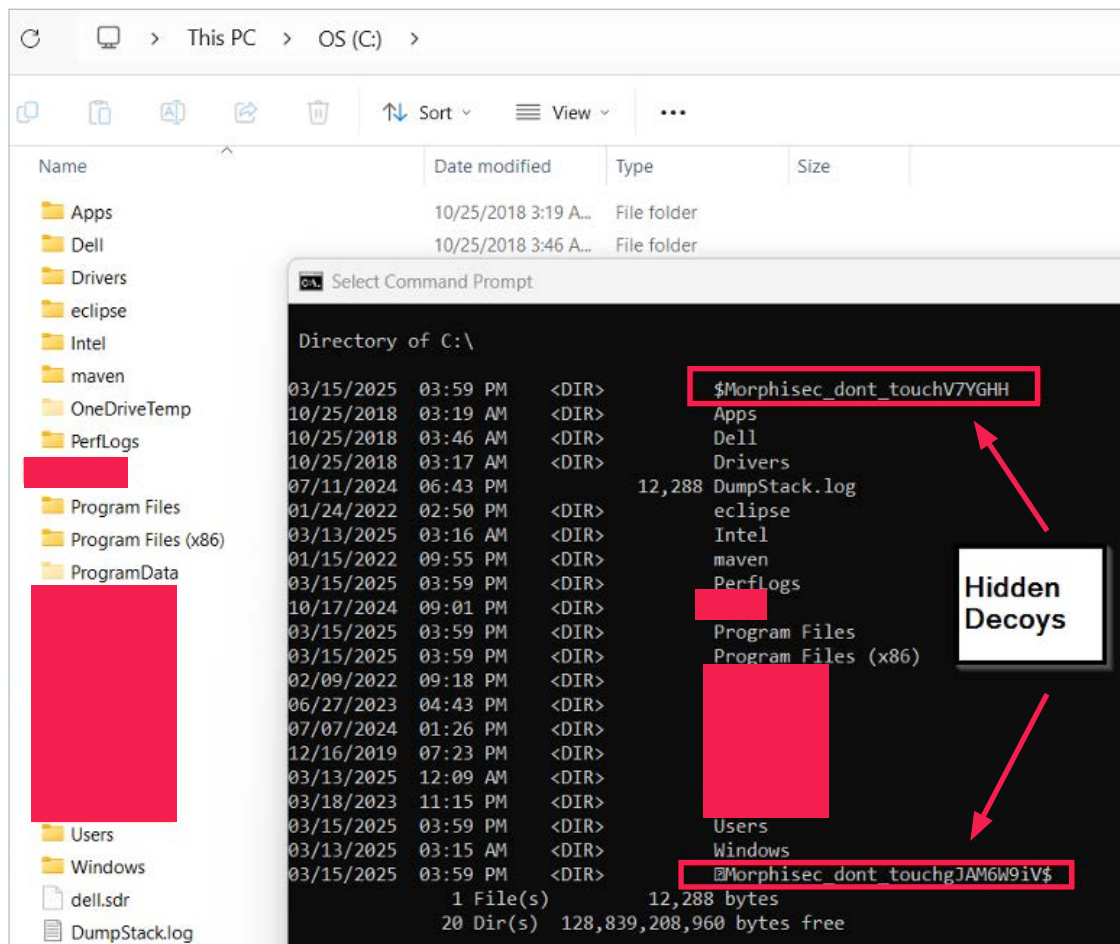 This PC > OS (C:) >
Sort View ...
Name Date modified Type Size
Apps 10/25/2018 3:19 A... File folder
Dell 10/25/2018 3:46 A... File folder
Drivers
eclipse
Intel
maven
OneDriveTemp
PerfLogs
Program Files
Program Files (x86)
ProgramData
Users
Windows
dell.sdr
DumpStack.log
Select Command Prompt
Directory of C:\
03/15/2025 03:59 PM <DIR> $Morphisec_dont_touchV7YGHH
10/25/2018 03:19 AM <DIR> Apps
10/25/2018 03:46 AM <DIR> Dell
10/25/2018 03:17 AM <DIR> Drivers
07/11/2024 06:43 PM 12,288 DumpStack.log
01/24/2022 02:50 PM <DIR> eclipse
03/13/2025 03:16 AM <DIR> Intel
01/15/2022 09:55 PM <DIR> maven
03/15/2025 03:59 PM <DIR> PerfLogs
10/17/2024 09:01 PM <DIR>
03/15/2025 03:59 PM <DIR> Program Files
03/15/2025 03:59 PM <DIR> Program Files (x86)
02/09/2022 09:18 PM <DIR>
06/27/2023 04:43 PM <DIR>
07/07/2024 01:26 PM <DIR>
12/16/2019 07:23 PM <DIR>
03/13/2025 12:09 AM <DIR>
03/18/2023 11:15 PM <DIR>
03/15/2025 03:59 PM <DIR> Users
03/13/2025 03:15 AM <DIR> Windows
03/15/2025 03:59 PM <DIR> �Morphisec_dont_touchgJAM6W9iV$
1 File(s) 12,288 bytes
20 Dir(s) 128,839,208,960 bytes free
Hidden
Decoys